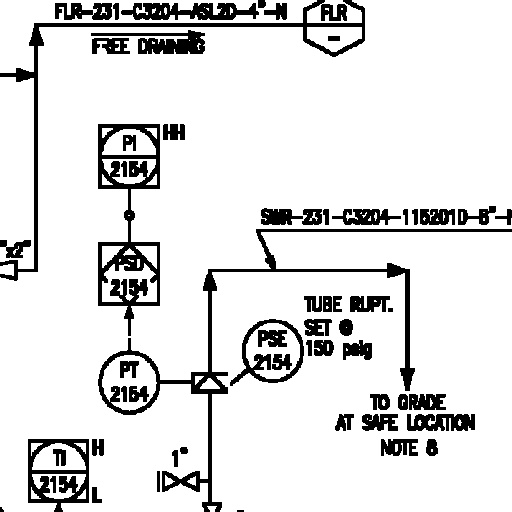 FLR-231-C3204-ASL2D-4"-N
FLR
-
FREE DRAINING
PI
2154
HH
SWR-231-C3204-115201D-6"-
"x2"
PSD
2154
TUBE RUPT.
SET @
150 psig
PSE
2154
PT
2154
TO GRADE
AT SAFE LOCATION
NOTE 8
TI
2154
H
L
1"